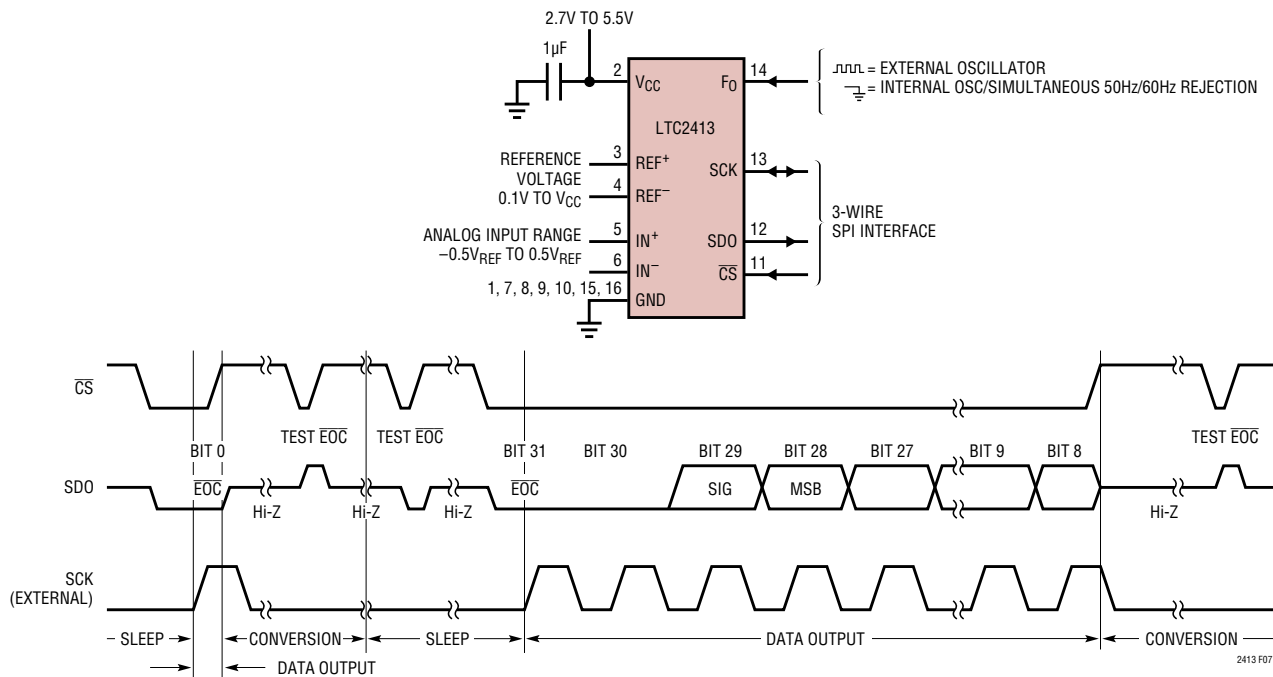 2.7V TO 5.5V
1µF
2
VCC
FO
14
= EXTERNAL OSCILLATOR
= INTERNAL OSC/SIMULTANEOUS 50Hz/60Hz REJECTION
LTC2413
REFERENCE
VOLTAGE
0.1V TO VCC
3
REF+
SCK
13
4
REF–
3-WIRE
SPI INTERFACE
ANALOG INPUT RANGE
–0.5VREF TO 0.5VREF
5
IN+
SDO
12
6
IN–
CS
11
1, 7, 8, 9, 10, 15, 16
GND
CS
TEST EOC
TEST EOC
TEST EOC
BIT 0
BIT 31
BIT 30
BIT 29
BIT 28
BIT 27
BIT 9
BIT 8
SDO
EOC
EOC
SIG
MSB
Hi-Z
Hi-Z
Hi-Z
Hi-Z
SCK
(EXTERNAL)
SLEEP
CONVERSION
SLEEP
DATA OUTPUT
CONVERSION
DATA OUTPUT
2413 F07